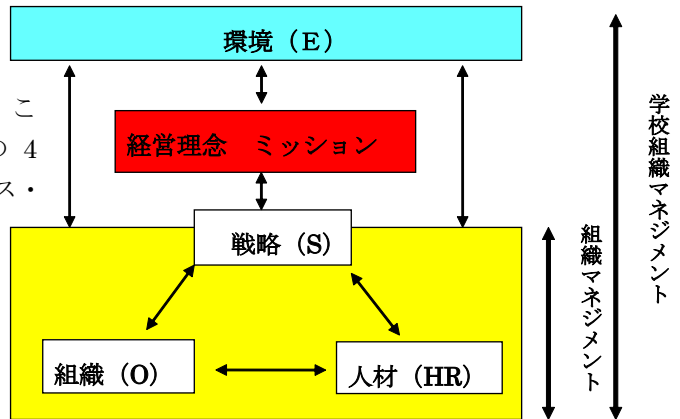 環境（E）
こ
の 4
ス・
経営理念　ミッション
戦略（S）
組織（O）
人材（HR）
組織マネジメント
学校組織マネジメント